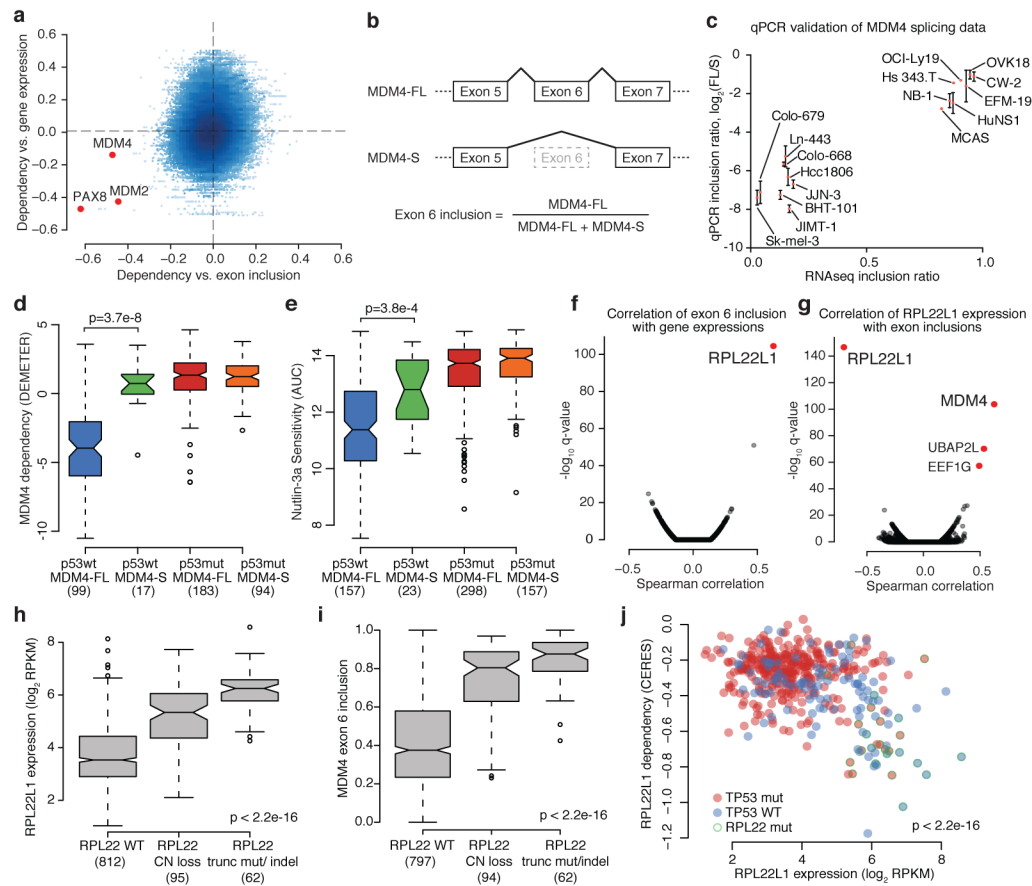 a
Dependency vs. gene expression
0.6
0.4
0.2
0.0
−0.2
−0.4
−0.6
MDM4
PAX8
MDM2
−0.6 −0.4 −0.2 0.0 0.2 0.4 0.6
Dependency vs. exon inclusion
b
MDM4-FL
Exon 5 Exon 6 Exon 7
MDM4-S
Exon 5 Exon 6 Exon 7
Exon 6 inclusion =
MDM4-FL
MDM4-FL + MDM4-S
c
qPCR validation of MDM4 splicing data
qPCR inclusion ratio, log2(FL/S)
0
-2
-4
-6
-8
-10
OCI-Ly19
OVK18
Hs 343.T
CW-2
NB-1
EFM-19
HuNS1
MCAS
Colo-679
Ln-443
Colo-668
Hcc1806
JJN-3
BHT-101
JIMT-1
Sk-mel-3
0.0 0.5 1.0
RNAseq inclusion ratio
d
MDM4 dependency (DEMETER)
5
0
-5
-10
p=3.7e-8
p53wt p53wt p53mut p53mut
MDM4-FL MDM4-S MDM4-FL MDM4-S
(99) (17) (183) (94)
e
Nutlin-3a Sensitivity (AUC)
14
12
10
8
p=3.8e-4
p53wt p53wt p53mut p53mut
MDM4-FL MDM4-S MDM4-FL MDM4-S
(157) (23) (298) (157)
f
Correlation of exon 6 inclusion
with gene expressions
-log10 q-value
100
80
60
40
20
0
RPL22L1
−0.5 0.0 0.5
Spearman correlation
g
Correlation of RPL22L1 expression
with exon inclusions
-log10 q-value
140
120
100
80
60
40
20
0
RPL22L1
MDM4
UBAP2L
EEF1G
−0.5 0.0 0.5
Spearman correlation
h
RPL22L1 expression (log2 RPKM)
8
6
4
2
p < 2.2e-16
RPL22 WT
(812)
RPL22
CN loss
(95)
RPL22
trunc mut/ indel
(62)
i
MDM4 exon 6 inclusion
1.0
0.8
0.6
0.4
0.2
0.0
p < 2.2e-16
RPL22 WT
(797)
RPL22
CN loss
(94)
RPL22
trunc mut/indel
(62)
j
RPL22L1 dependency (CERES)
0.0
−0.2
−0.4
−0.6
−0.8
−1.0
−1.2
TP53 mut
TP53 WT
RPL22 mut
p < 2.2e-16
2 4 6 8
RPL22L1 expression (log2 RPKM)